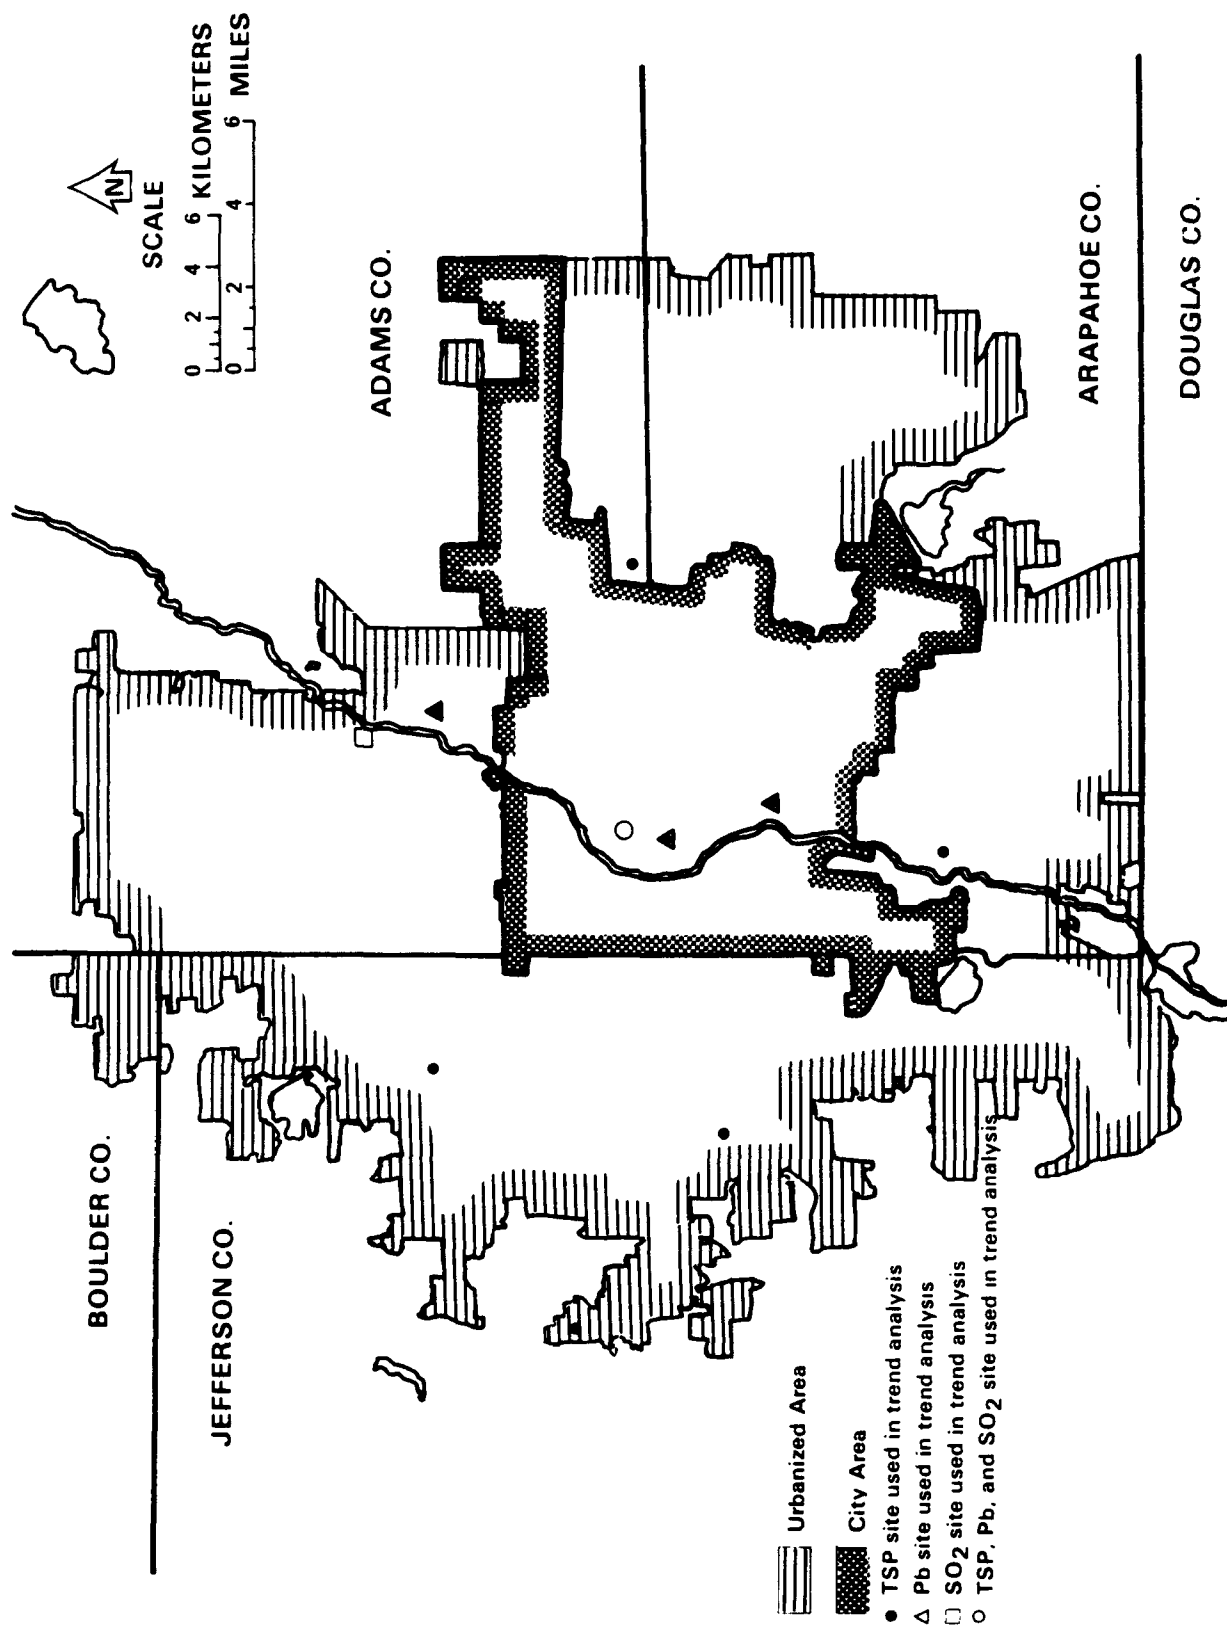 BOULDER CO.
JEFFERSON CO.
ADAMS CO.
N
SCALE
0 2 4 6 KILOMETERS
0 2 4 6 MILES
ARAPAHOE CO.
DOUGLAS CO.
Urbanized Area
City Area
TSP site used in trend analysis
Pb site used in trend analysis
SO2 site used in trend analysis
TSP, Pb, and SO2 site used in trend analysis